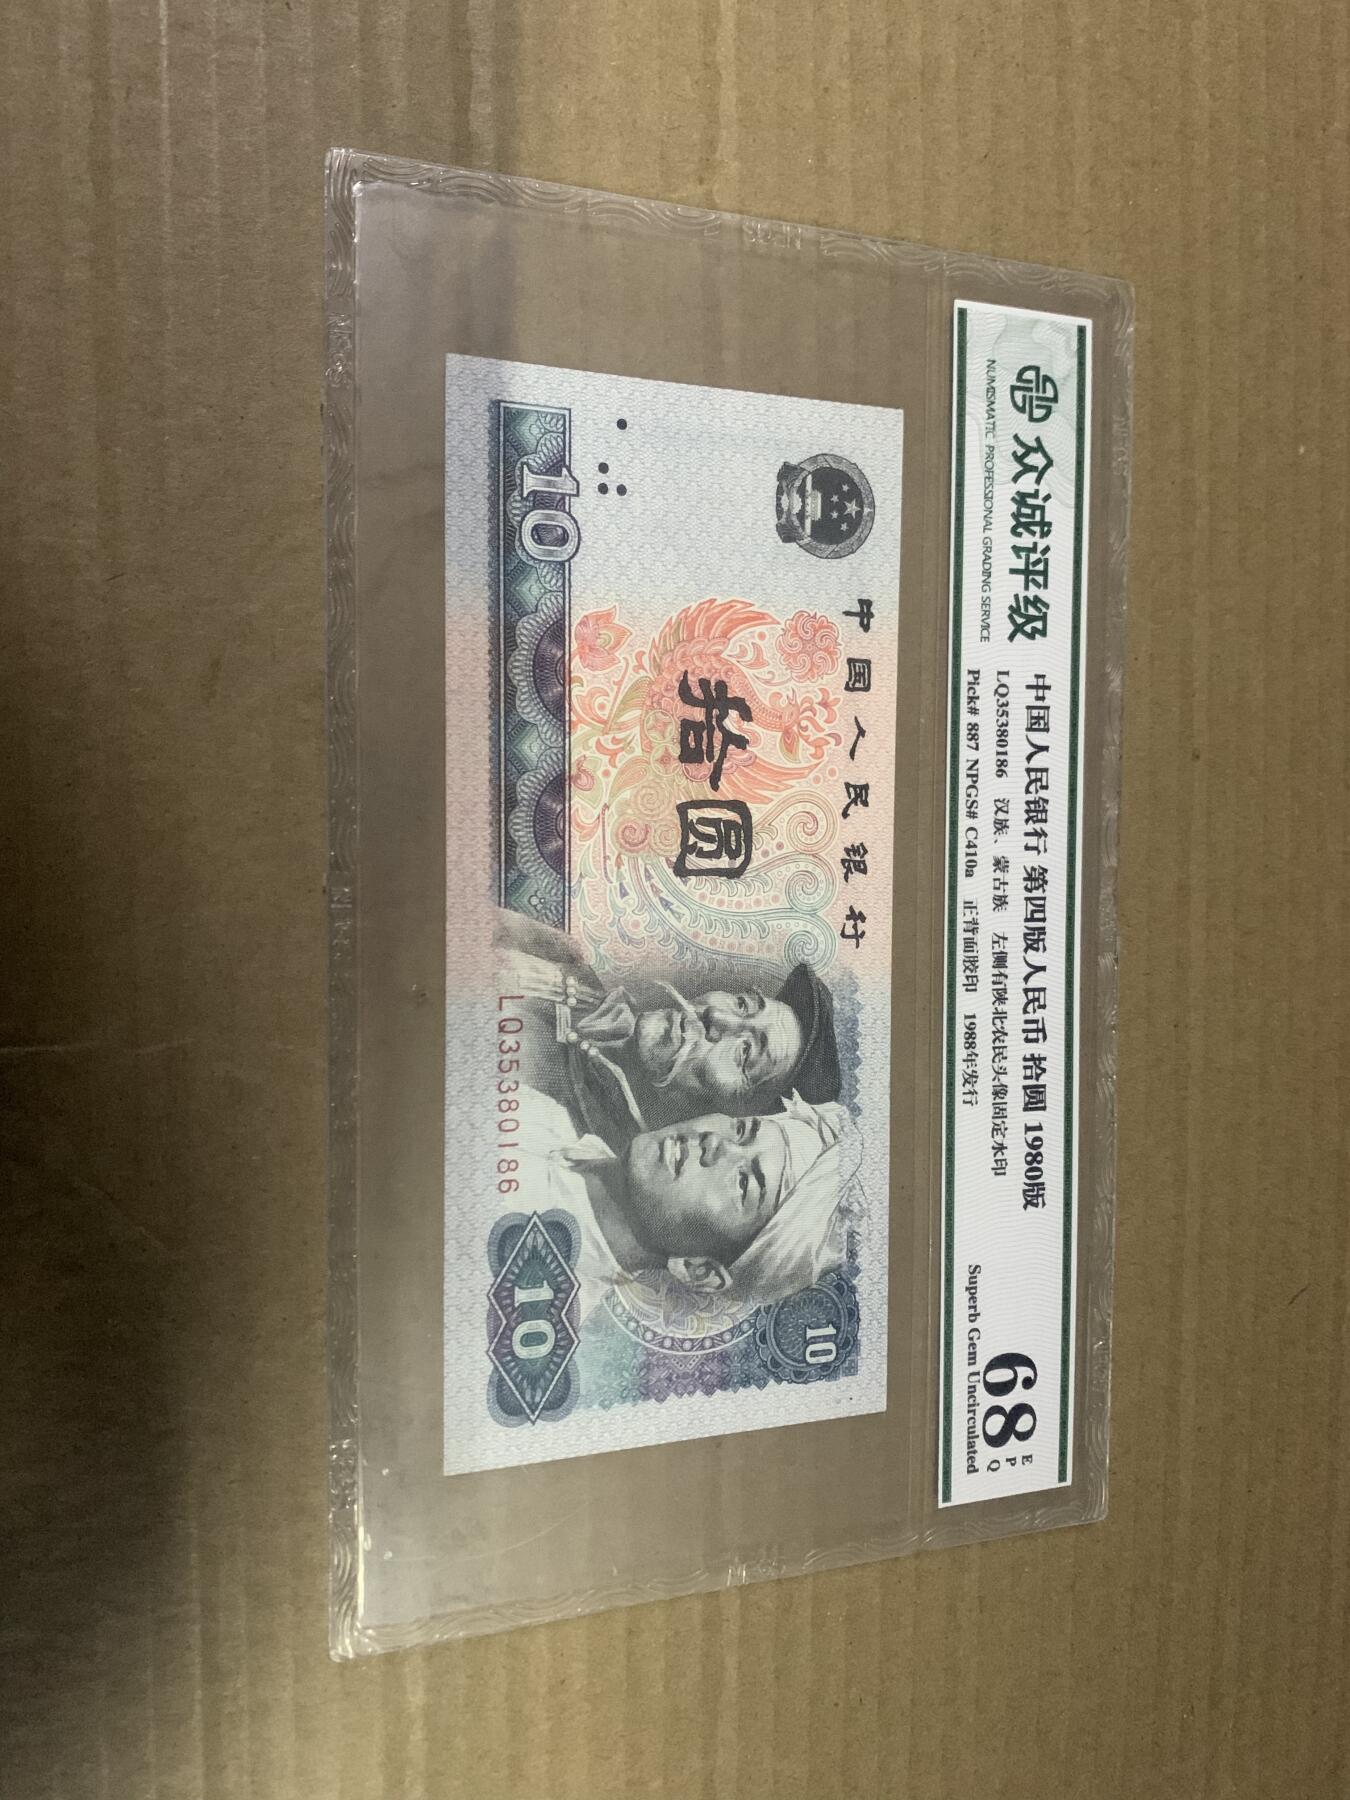 众诚评级
NUMISMATIC PROFESSIONAL GRADING SERVICE
中国人民银行 第四版人民币 拾圆 1980版
LQ35380186 汉族、蒙古族 左侧有陕北农民头像固定水印
Pick# 887 NPGS# C410a 正背面胶印 1988年发行
68
E
P
Q
Superb Gem Uncirculated
中国人民银行
拾圆
10
10
LQ35380186
10